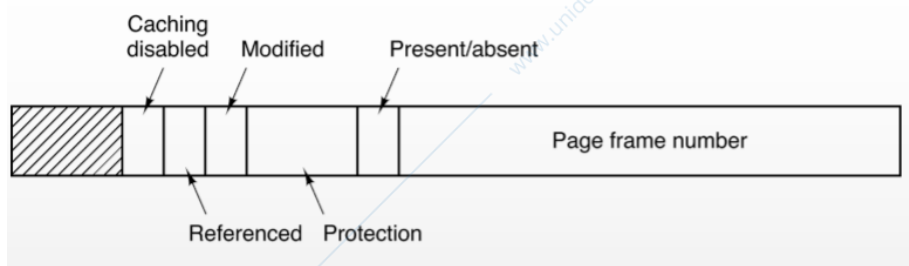 Caching
disabled
Modified
Present/absent
Page frame number
Referenced
Protection